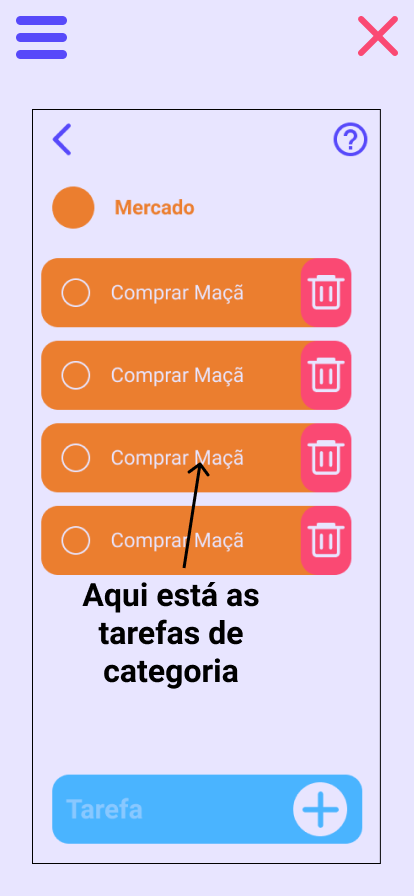 Mercado
Comprar Maçã
Comprar Maçã
Comprar Maçã
Comprar Maçã
Aqui está as
tarefas de
categoria
Tarefa